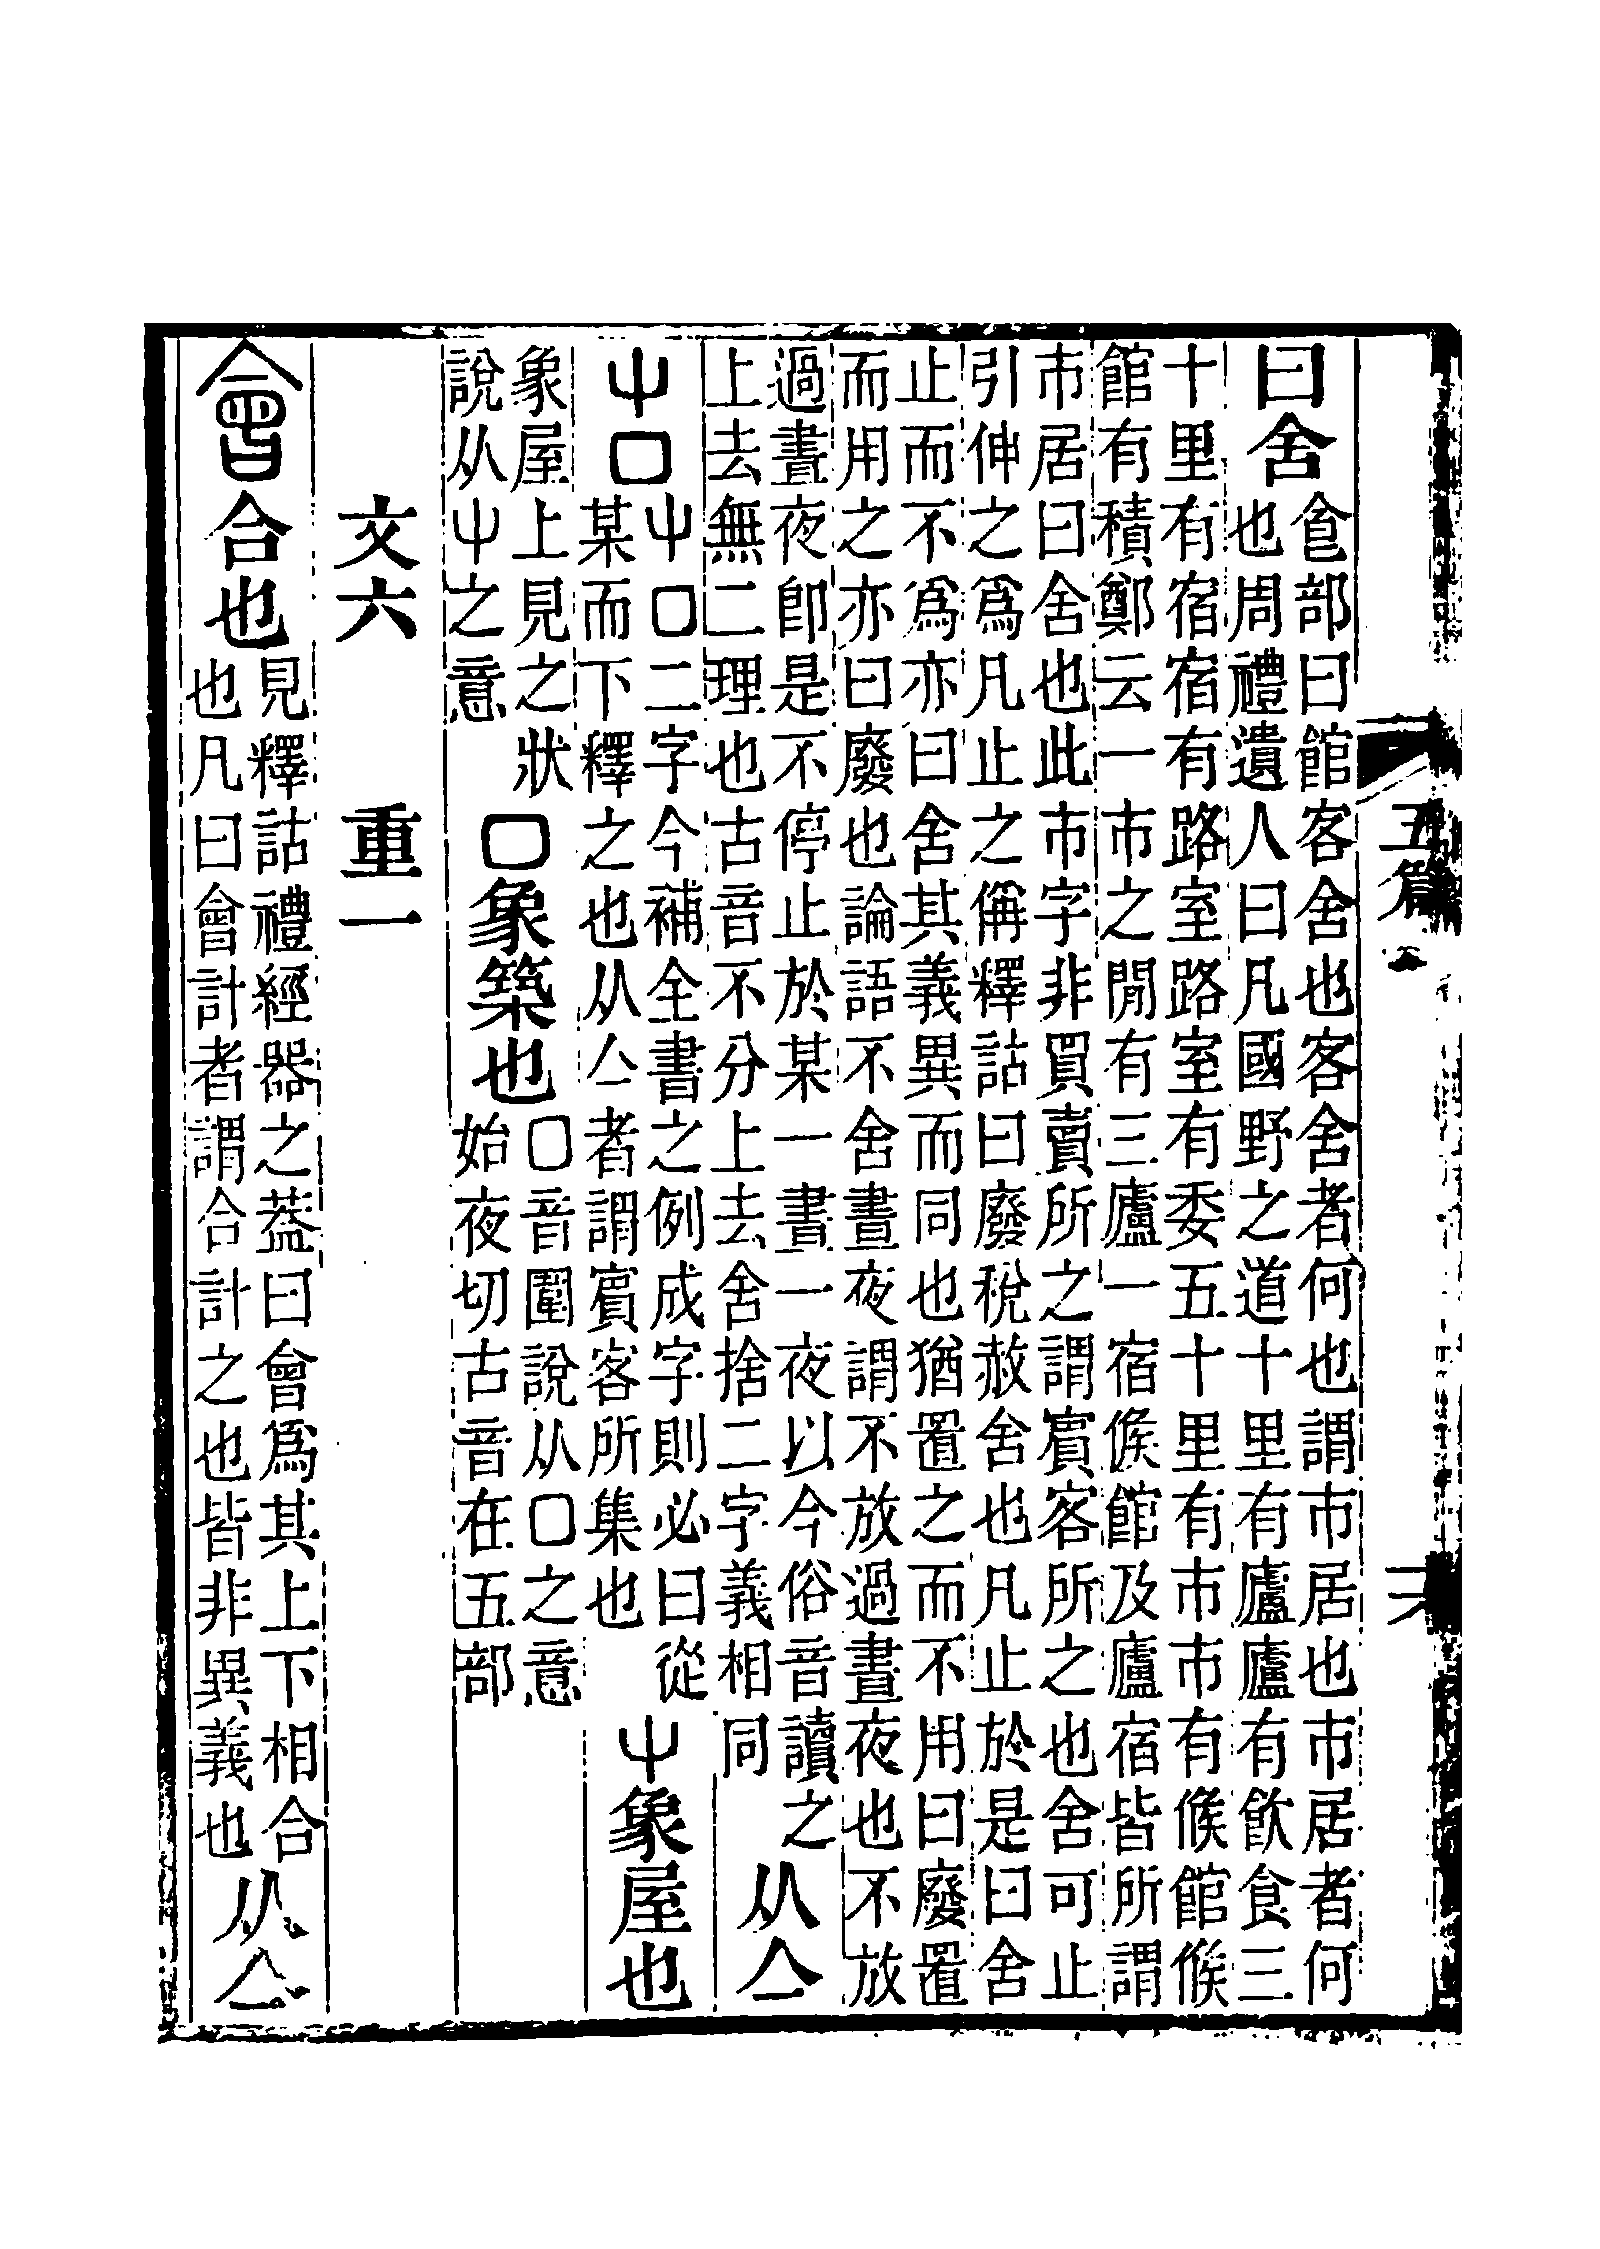 曰舍
食部曰館客舍也客舍者何也謂市居也市居者何
也周禮遺人曰凡國野之道十里有廬廬有飲食三
十里有宿宿有路室路室有委五十里有市市有候館候
館有積鄭云一市之閒有三廬一宿候館及廬宿皆所謂
市居曰舍也此市字非買賣所之謂賓客所之也舍可止
引伸之爲凡止之偁釋詁曰廢稅赦舍也凡止於是曰舍
止而不爲亦曰舍其義異而同也猶置之而不用曰廢置
而用之亦曰廢也論語不舍晝夜謂不放過晝夜也不放
過晝夜卽是不停止於某一晝一夜以今俗音讀之
上去無二理也古音不分上去舍捨二字義相同
从亼
屮口
屮口二字今補全書之例成字則必曰從
某而下釋之也从亼者謂賓客所集也
屮象屋也
象屋上見之狀
說从屮之意
口象築也
口音圍說从口之意
始夜切古音在五部
文六　重一
會合也
見釋詁禮經器之葢曰會爲其上下相合
也凡曰會計者謂合計之也皆非異義也
从亼
五篇
六